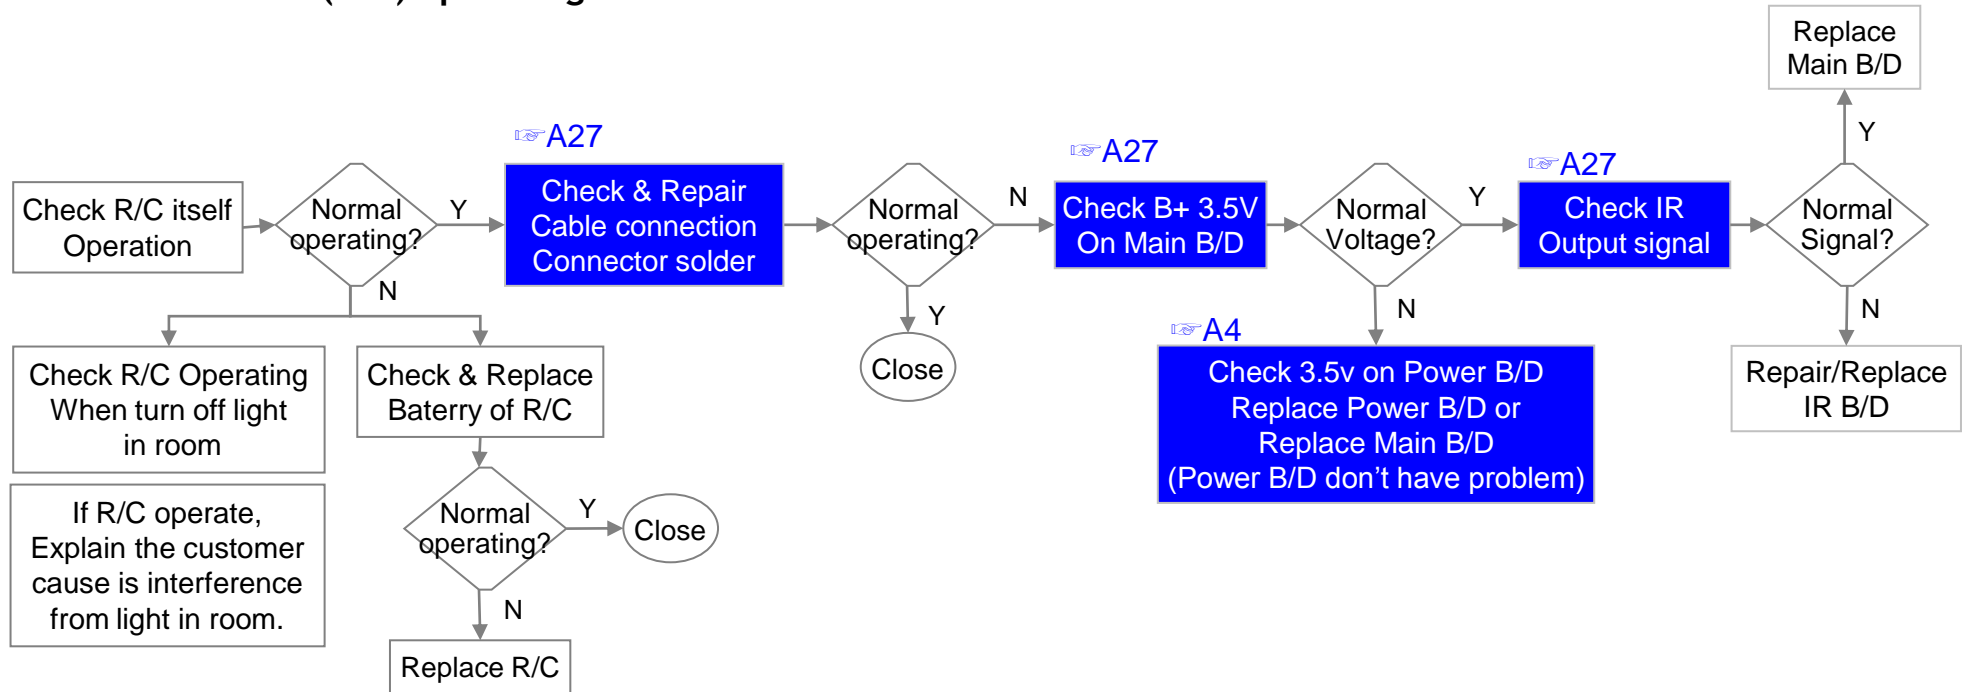 Replace
Main B/D
Y
☞A27
☞A27
☞A27
Check R/C itself
Operation
Normal
operating?
Y
Check & Repair
Cable connection
Connector solder
Normal
operating?
N
Check B+ 3.5V
On Main B/D
Normal
Voltage?
Y
Check IR
Output signal
Normal
Signal?
N
Y
N
N
☞A4
Check R/C Operating
When turn off light
in room
Check & Replace
Baterry of R/C
Close
Check 3.5v on Power B/D
Replace Power B/D or
Replace Main B/D
(Power B/D don't have problem)
Repair/Replace
IR B/D
If R/C operate,
Explain the customer
cause is interference
from light in room.
Normal
operating?
Y
Close
N
Replace R/C